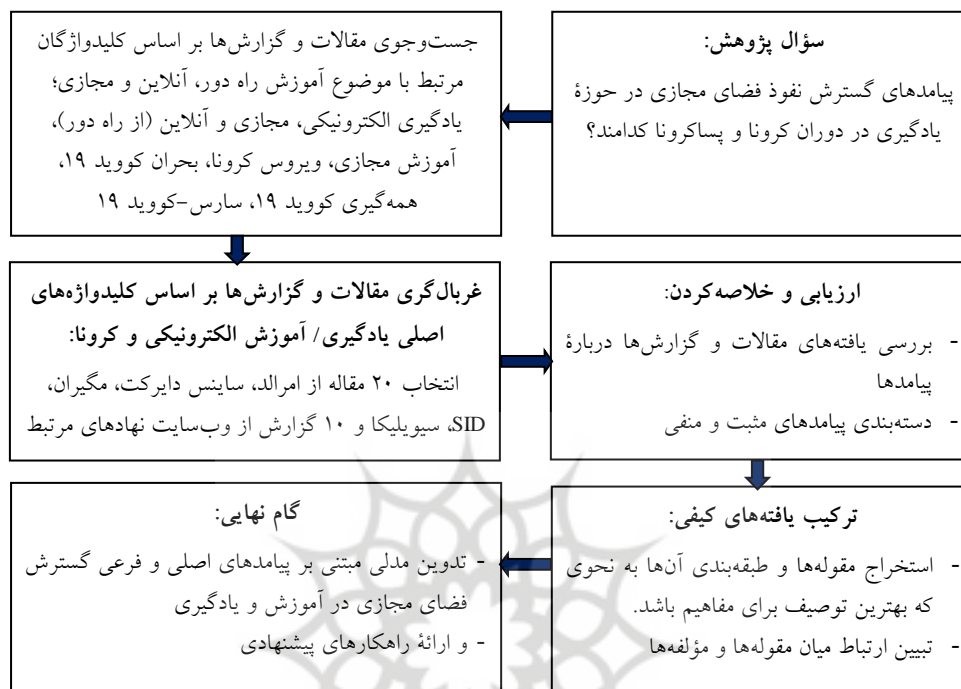 سؤال پژوهش:
پیامدهای گسترش نفوذ فضای مجازی در حوزۀ
یادگیری در دوران کرونا و پساکرونا کدامند؟
جست‌وجوی مقالات و گزارش‌ها بر اساس کلیدواژگان
مرتبط با موضوع آموزش راه دور، آنلاین و مجازی؛
یادگیری الکترونیکی، مجازی و آنلاین (از راه دور)،
آموزش مجازی، ویروس کرونا، بحران کووید ۱۹،
همه‌گیری کووید ۱۹، سارس-کووید ۱۹
غربال‌گری مقالات و گزارش‌ها بر اساس کلیدواژه‌های
اصلی یادگیری/ آموزش الکترونیکی و کرونا:
انتخاب ۲۰ مقاله از امرالد، ساینس دایرکت، مگیران،
SID، سیویلیکا و ۱۰ گزارش از وب‌سایت نهادهای مرتبط
ارزیابی و خلاصه‌کردن:
- بررسی یافته‌های مقالات و گزارش‌ها دربارۀ
پیامدها
- دسته‌بندی پیامدهای مثبت و منفی
ترکیب یافته‌های کیفی:
- استخراج مقوله‌ها و طبقه‌بندی آن‌ها به نحوی
که بهترین توصیف برای مفاهیم باشد.
- تبیین ارتباط میان مقوله‌ها و مؤلفه‌ها
گام نهایی:
- تدوین مدلی مبتنی بر پیامدهای اصلی و فرعی گسترش
فضای مجازی در آموزش و یادگیری
- و ارائۀ راهکارهای پیشنهادی